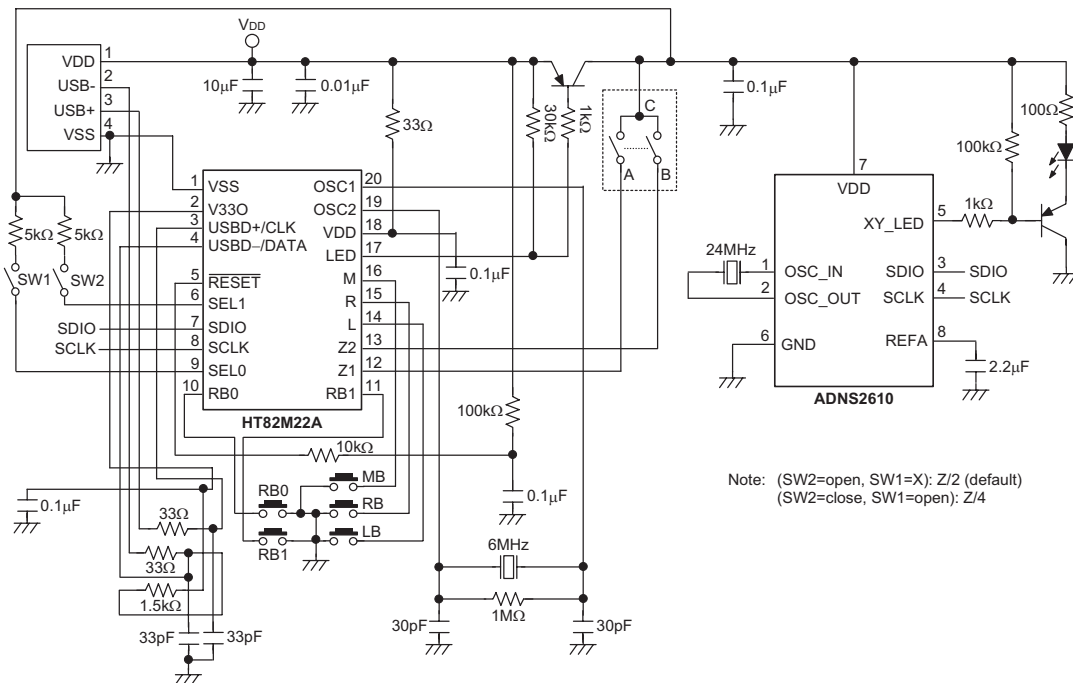 VDD
VDD 1
USB- 2
USB+ 3
VSS 4
10μF
0.01μF
33Ω
30kΩ
1kΩ
C
A
B
0.1μF
100kΩ
100Ω
5kΩ
5kΩ
SW1
SW2
1 VSS
2 V33O
3 USBD+/CLK
4 USBD−/DATA
5 RESET
6 SEL1
SDIO 7 SDIO
SCLK 8 SCLK
9 SEL0
10 RB0
OSC1 20
OSC2 19
VDD 18
LED 17
M 16
R 15
L 14
Z2 13
Z1 12
RB1 11
HT82M22A
0.1μF
7
VDD
XY_LED 5
1kΩ
24MHz
1 OSC_IN
2 OSC_OUT
SDIO 3 SDIO
SCLK 4 SCLK
6 GND
REFA 8
2.2μF
ADNS2610
100kΩ
10kΩ
0.1μF
0.1μF
33Ω
33Ω
1.5kΩ
33pF
33pF
RB0
RB1
MB
RB
LB
6MHz
1MΩ
30pF
30pF
Note: (SW2=open, SW1=X): Z/2 (default)
(SW2=close, SW1=open): Z/4